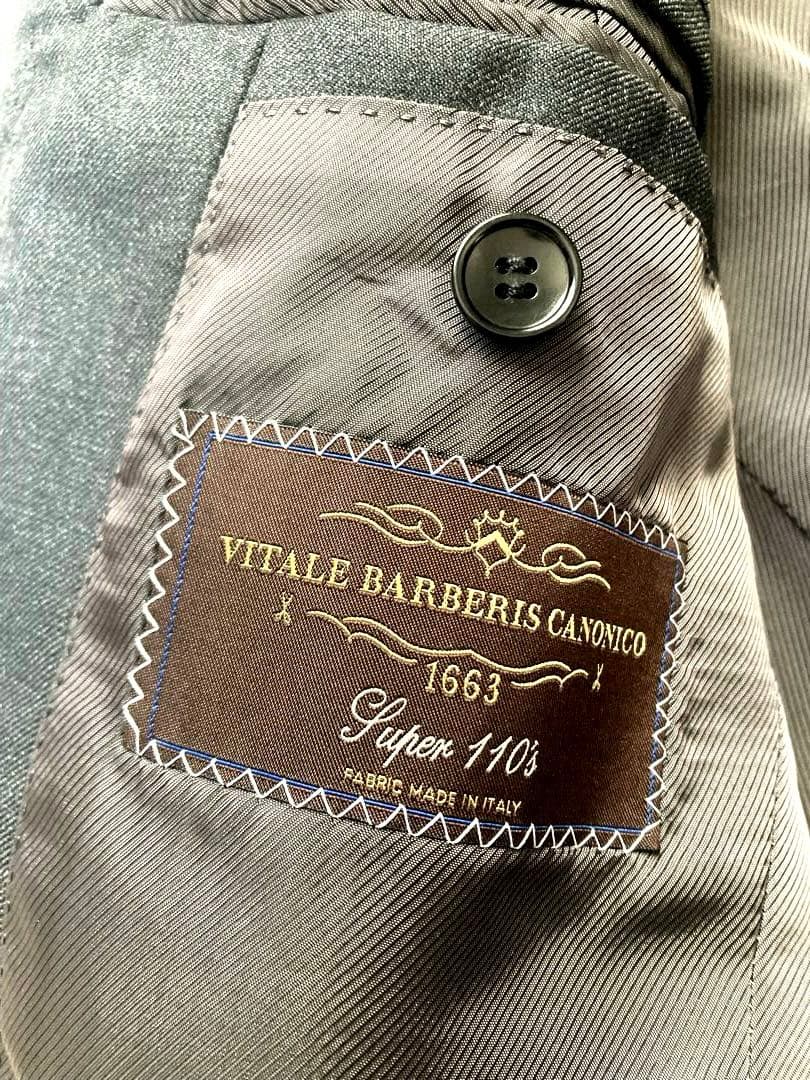 VITALE BARBERIS CANONICO
1663
Super 110's
FABRIC MADE IN ITALY